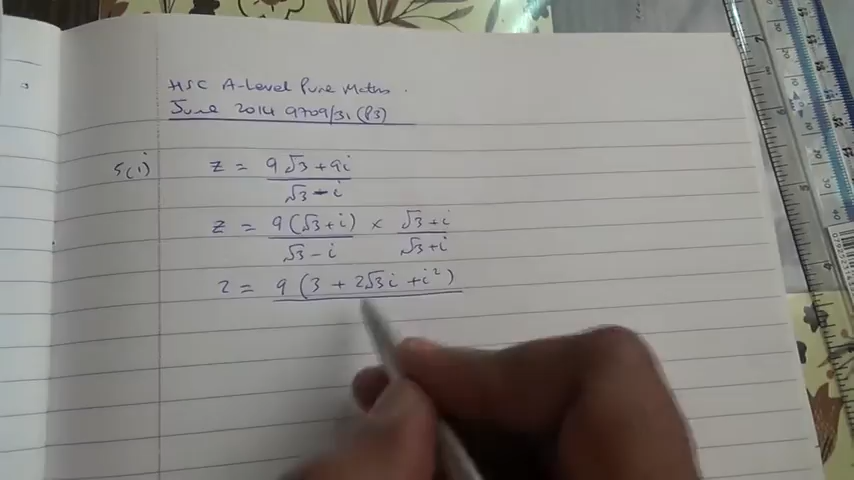 HSC A-Level Pure Maths.
June 2014 9709/31 (P3)
5(i) z = 9√3+9i / √3-i
z = 9(√3+i) / √3-i × √3+i / √3+i
z = 9(3 + 2√3i + i²)